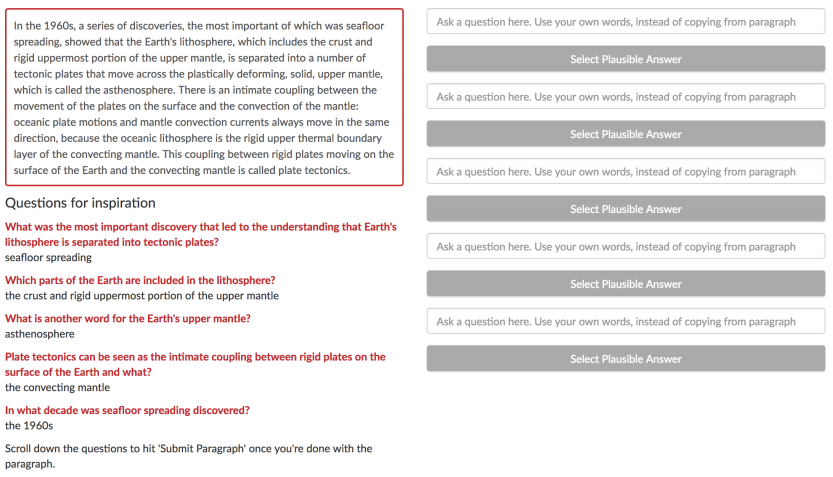 In the 1960s, a series of discoveries, the most important of which was seafloor
spreading, showed that the Earth's lithosphere, which includes the crust and
rigid uppermost portion of the upper mantle, is separated into a number of
tectonic plates that move across the plastically deforming, solid, upper mantle,
which is called the asthenosphere. There is an intimate coupling between the
movement of the plates on the surface and the convection of the mantle:
oceanic plate motions and mantle convection currents always move in the same
direction, because the oceanic lithosphere is the rigid upper thermal boundary
layer of the convecting mantle. This coupling between rigid plates moving on the
surface of the Earth and the convecting mantle is called plate tectonics.
Questions for inspiration
What was the most important discovery that led to the understanding that Earth's
lithosphere is separated into tectonic plates?
seafloor spreading
Which parts of the Earth are included in the lithosphere?
the crust and rigid uppermost portion of the upper mantle
What is another word for the Earth's upper mantle?
asthenosphere
Plate tectonics can be seen as the intimate coupling between rigid plates on the
surface of the Earth and what?
the convecting mantle
In what decade was seafloor spreading discovered?
the 1960s
Scroll down the questions to hit 'Submit Paragraph' once you're done with the
paragraph.
Ask a question here. Use your own words, instead of copying from paragraph
Select Plausible Answer
Ask a question here. Use your own words, instead of copying from paragraph
Select Plausible Answer
Ask a question here. Use your own words, instead of copying from paragraph
Select Plausible Answer
Ask a question here. Use your own words, instead of copying from paragraph
Select Plausible Answer
Ask a question here. Use your own words, instead of copying from paragraph
Select Plausible Answer